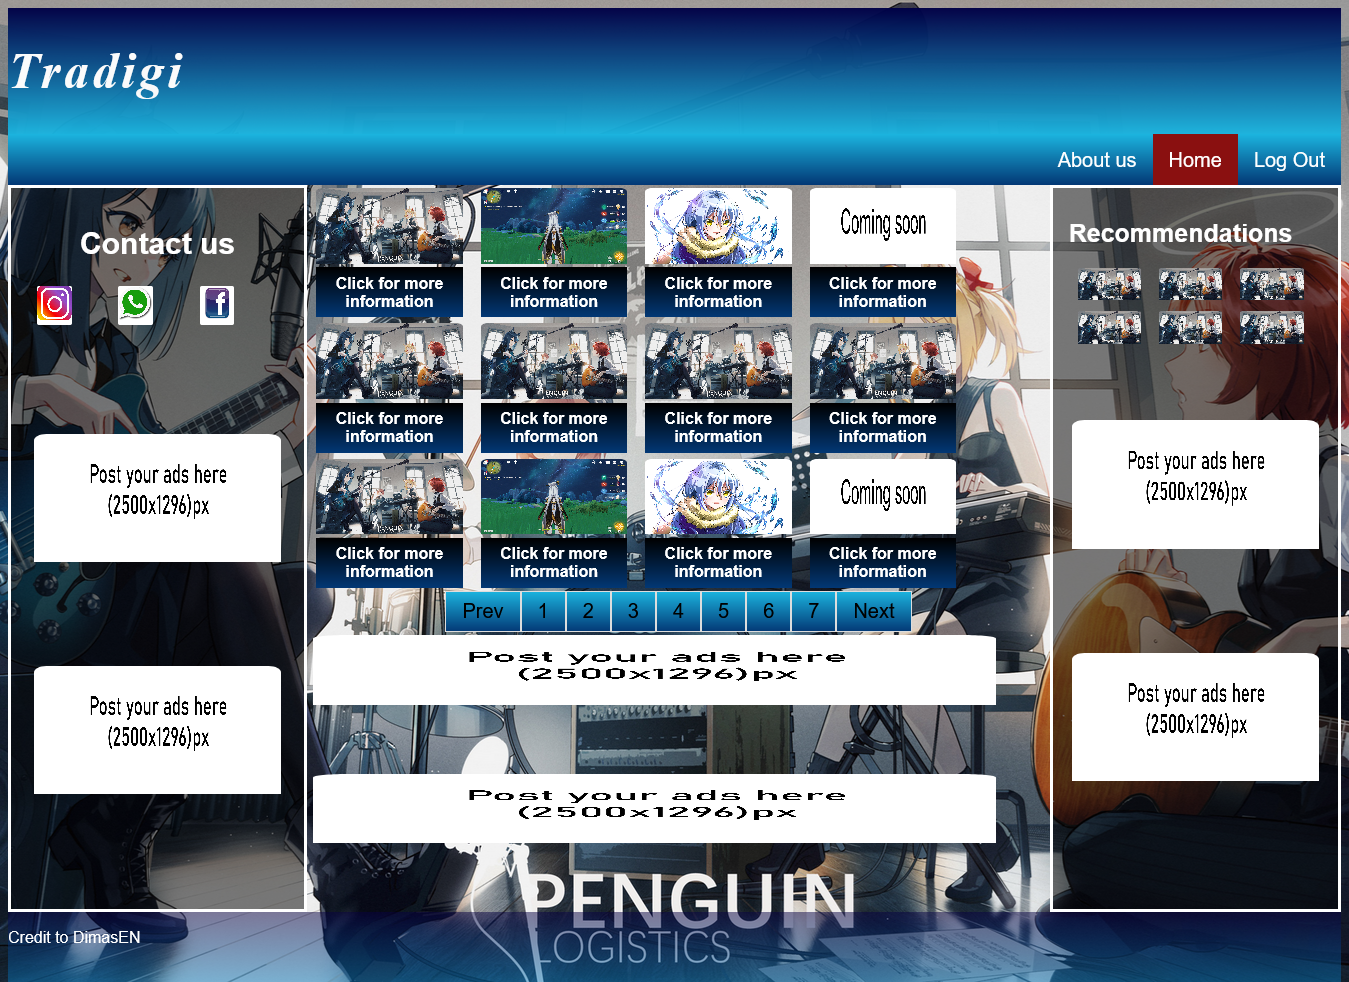 Tradigi
About us
Home
Log Out
Contact us
Post your ads here
(2500x1296)px
Post your ads here
(2500x1296)px
Coming soon
Click for more
information
Click for more
information
Click for more
information
Click for more
information
Click for more
information
Click for more
information
Click for more
information
Click for more
information
Coming soon
Click for more
information
Click for more
information
Click for more
information
Click for more
information
Prev
1
2
3
4
5
6
7
Next
Post your ads here
(2500x1296)px
Post your ads here
(2500x1296)px
Recommendations
Post your ads here
(2500x1296)px
Post your ads here
(2500x1296)px
PENGUIN
LOGISTICS
Credit to DimasEN